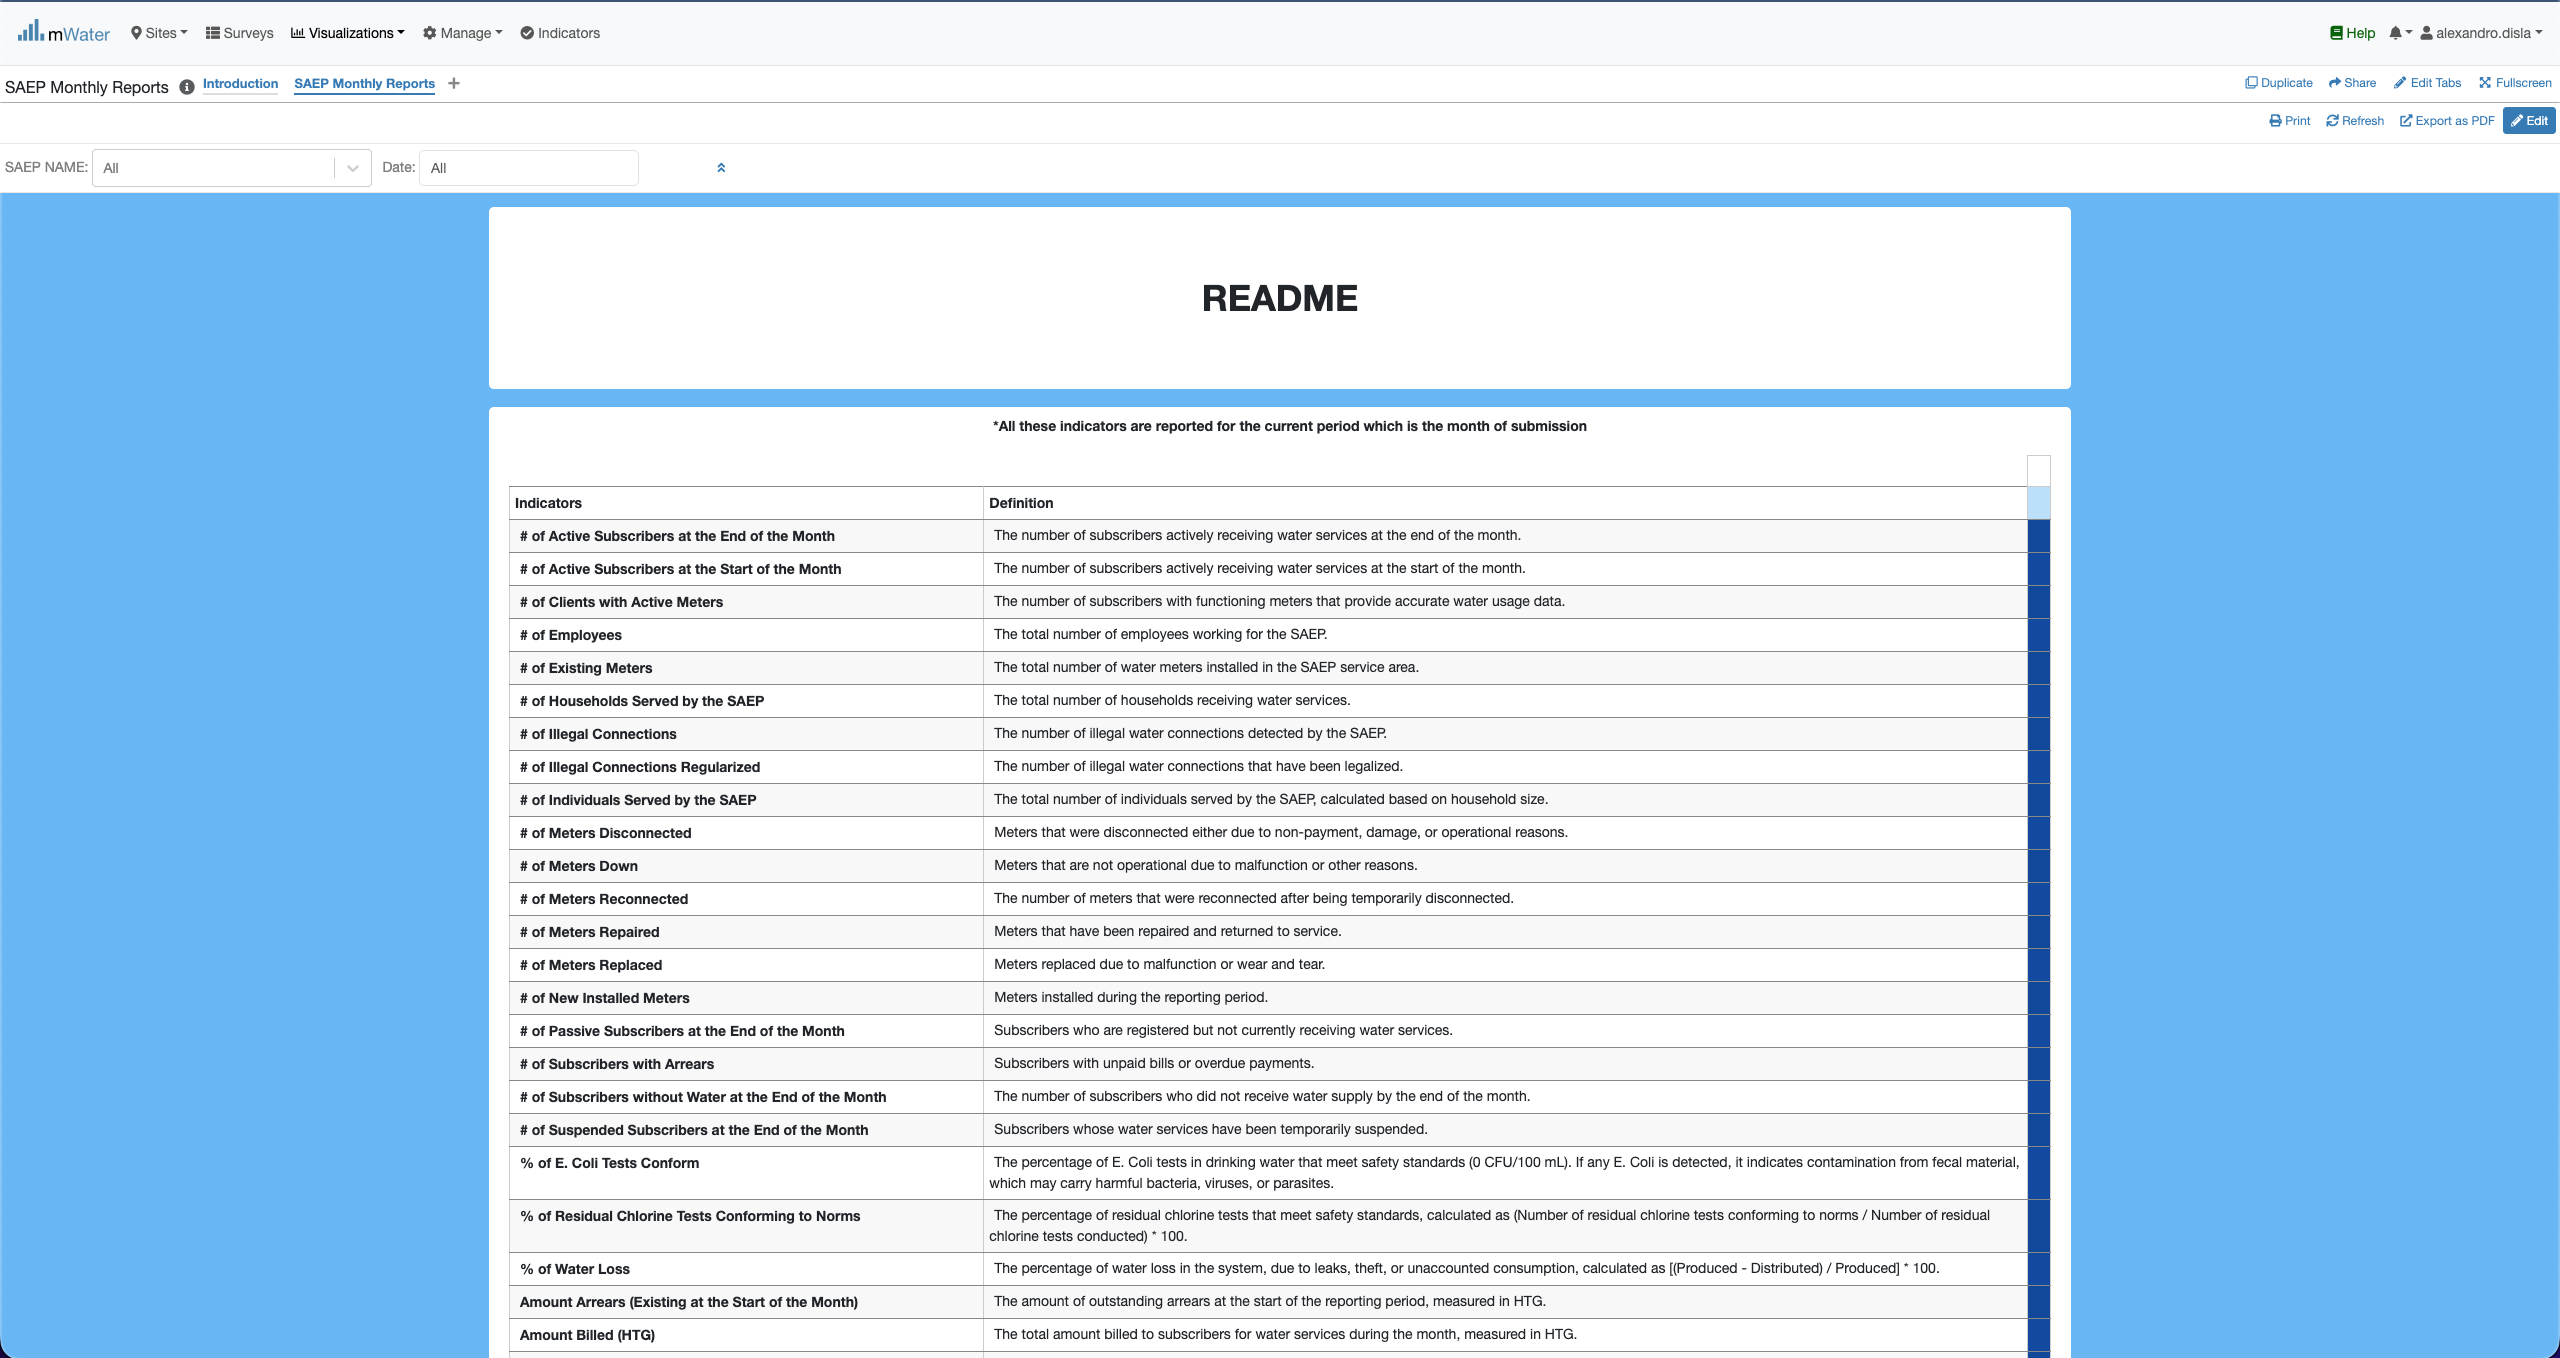 mWater Sites Surveys Visualizations Manage Indicators Help alexandro.disla
SAEP Monthly Reports Introduction SAEP Monthly Reports + Duplicate Share Edit Tabs Fullscreen
Print Refresh Export as PDF Edit
SAEP NAME: All Date: All
README
*All these indicators are reported for the current period which is the month of submission
Indicators Definition
# of Active Subscribers at the End of the Month The number of subscribers actively receiving water services at the end of the month.
# of Active Subscribers at the Start of the Month The number of subscribers actively receiving water services at the start of the month.
# of Clients with Active Meters The number of subscribers with functioning meters that provide accurate water usage data.
# of Employees The total number of employees working for the SAEP.
# of Existing Meters The total number of water meters installed in the SAEP service area.
# of Households Served by the SAEP The total number of households receiving water services.
# of Illegal Connections The number of illegal water connections detected by the SAEP.
# of Illegal Connections Regularized The number of illegal water connections that have been legalized.
# of Individuals Served by the SAEP The total number of individuals served by the SAEP, calculated based on household size.
# of Meters Disconnected Meters that were disconnected either due to non-payment, damage, or operational reasons.
# of Meters Down Meters that are not operational due to malfunction or other reasons.
# of Meters Reconnected The number of meters that were reconnected after being temporarily disconnected.
# of Meters Repaired Meters that have been repaired and returned to service.
# of Meters Replaced Meters replaced due to malfunction or wear and tear.
# of New Installed Meters Meters installed during the reporting period.
# of Passive Subscribers at the End of the Month Subscribers who are registered but not currently receiving water services.
# of Subscribers with Arrears Subscribers with unpaid bills or overdue payments.
# of Subscribers without Water at the End of the Month The number of subscribers who did not receive water supply by the end of the month.
# of Suspended Subscribers at the End of the Month Subscribers whose water services have been temporarily suspended.
% of E. Coli Tests Conform The percentage of E. Coli tests in drinking water that meet safety standards (0 CFU/100 mL). If any E. Coli is detected, it indicates contamination from fecal material,
which may carry harmful bacteria, viruses, or parasites.
% of Residual Chlorine Tests Conforming to Norms The percentage of residual chlorine tests that meet safety standards, calculated as (Number of residual chlorine tests conforming to norms / Number of residual
chlorine tests conducted) * 100.
% of Water Loss The percentage of water loss in the system, due to leaks, theft, or unaccounted consumption, calculated as [(Produced - Distributed) / Produced] * 100.
Amount Arrears (Existing at the Start of the Month) The amount of outstanding arrears at the start of the reporting period, measured in HTG.
Amount Billed (HTG) The total amount billed to subscribers for water services during the month, measured in HTG.